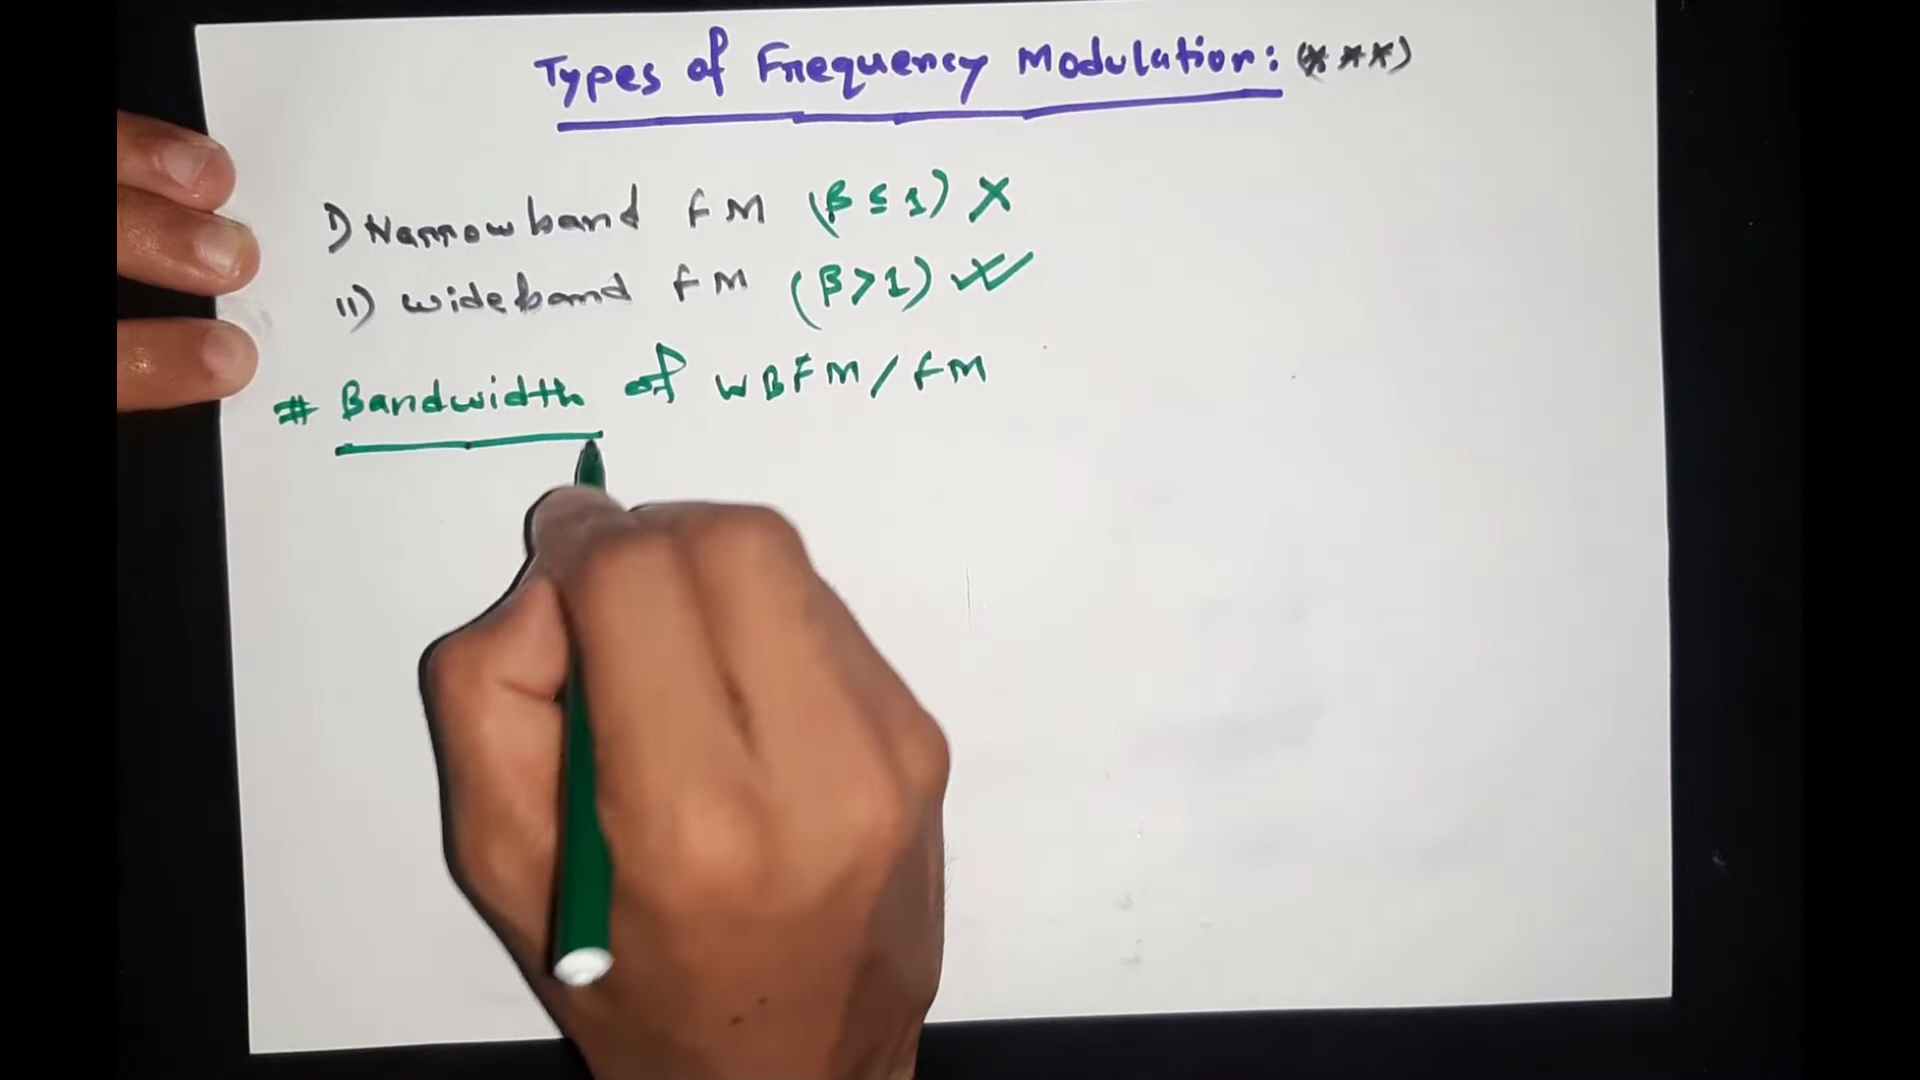 Types of Frequency Modulation: (***)
I) Narrowband FM (β ≤ 1) ✗
II) wideband FM (β > 1) ✓
# Bandwidth of WBFM/FM